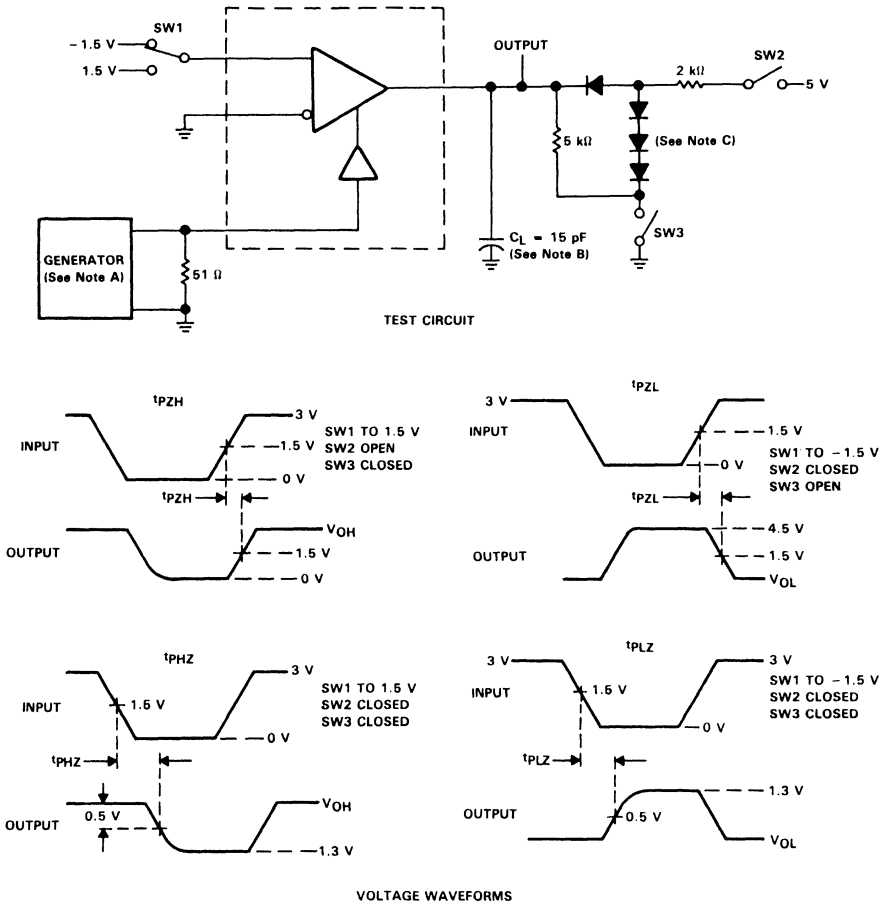 SW1
– 1.5 V
1.5 V
OUTPUT
2 kΩ
SW2
5 V
5 kΩ
(See Note C)
SW3
CL = 15 pF
(See Note B)
GENERATOR
(See Note A)
51 Ω
TEST CIRCUIT
tPZH
INPUT
3 V
1.5 V
0 V
SW1 TO 1.5 V
SW2 OPEN
SW3 CLOSED
tPZH
OUTPUT
VOH
1.5 V
0 V
tPZL
3 V
INPUT
1.5 V
0 V
SW1 TO – 1.5 V
SW2 CLOSED
SW3 OPEN
tPZL
OUTPUT
4.5 V
1.5 V
VOL
tPHZ
INPUT
3 V
1.5 V
0 V
SW1 TO 1.5 V
SW2 CLOSED
SW3 CLOSED
tPHZ
OUTPUT
0.5 V
VOH
1.3 V
tPLZ
3 V
INPUT
1.5 V
3 V
0 V
SW1 TO – 1.5 V
SW2 CLOSED
SW3 CLOSED
tPLZ
OUTPUT
0.5 V
1.3 V
VOL
VOLTAGE WAVEFORMS